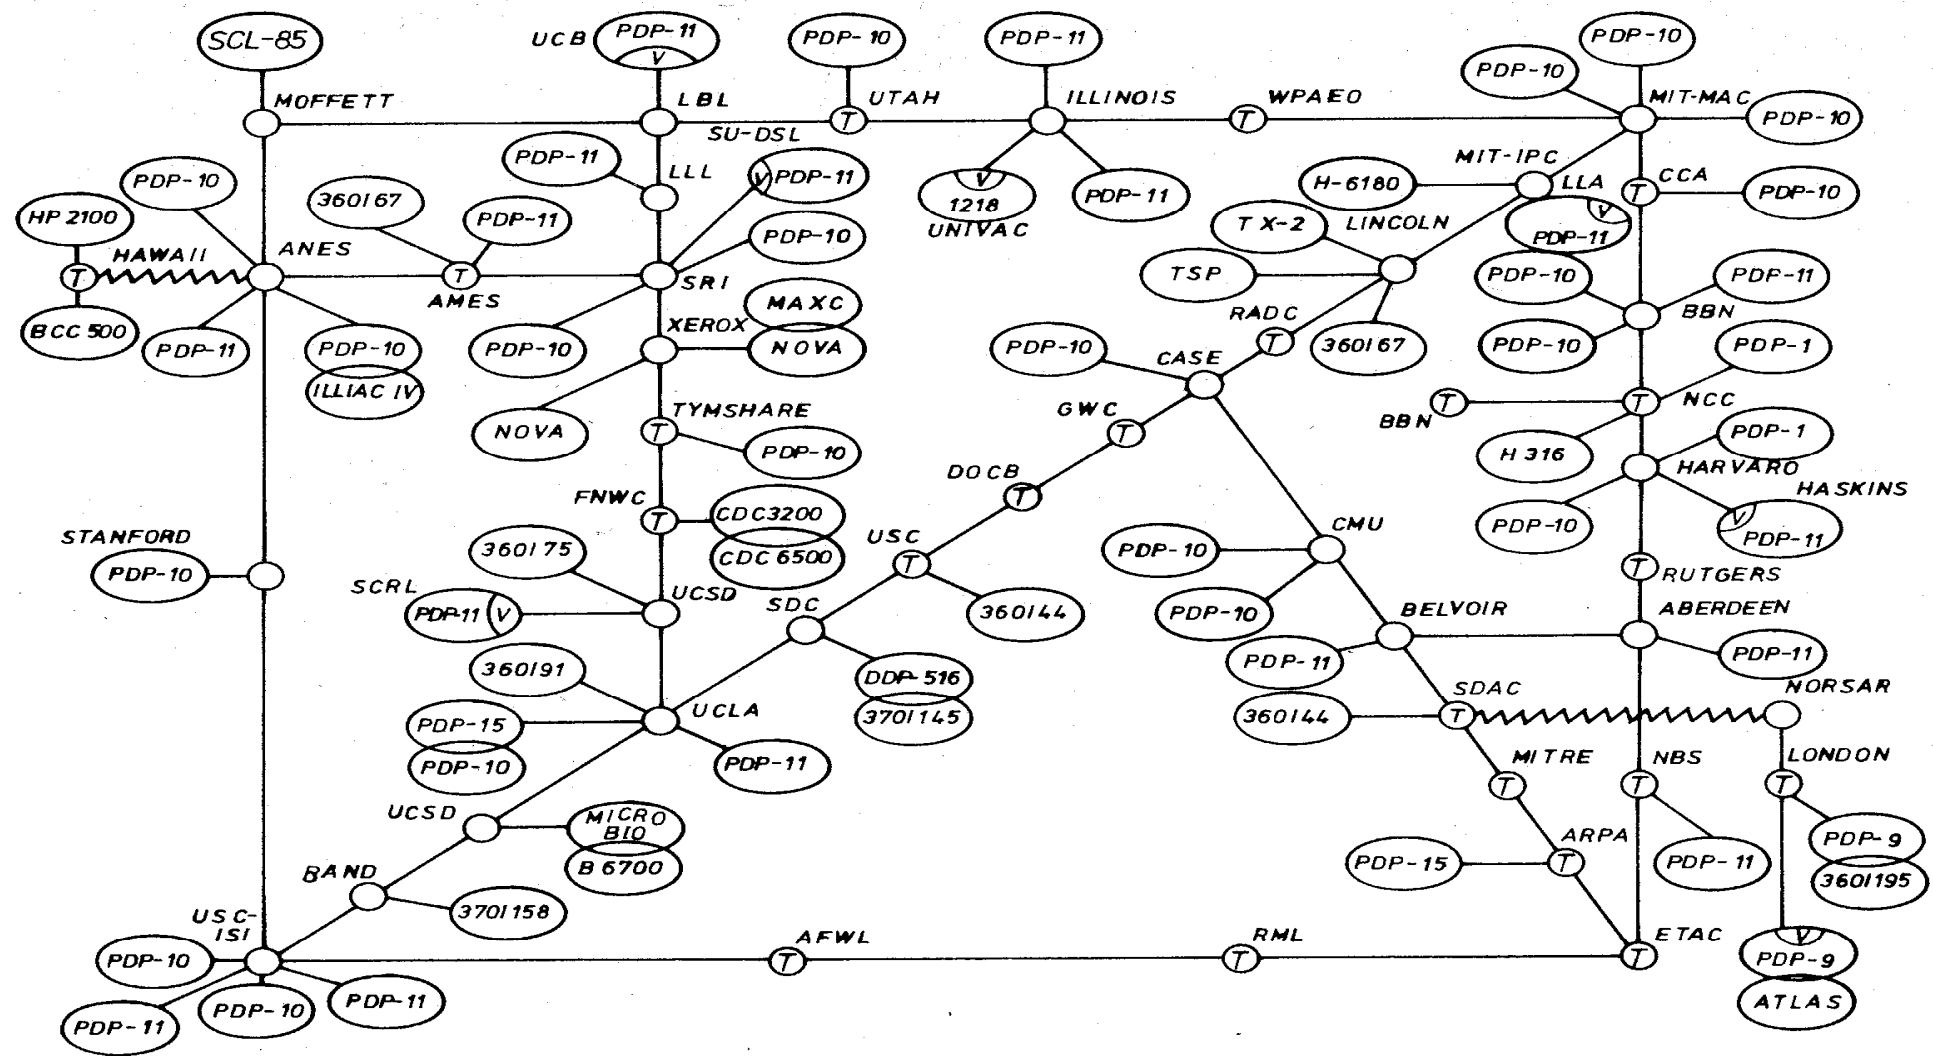 SCL-85
UCB
PDP-11
V
PDP-10
PDP-11
PDP-10
PDP-10
MOFFETT
LBL
UTAH
T
ILLINOIS
WPAEO
T
MIT-MAC
PDP-10
SU-DSL
PDP-11
LLL
V
PDP-11
V
1218
UNIVAC
PDP-11
MIT-IPC
H-6180
LLA
V
PDP-11
CCA
T
PDP-10
PDP-10
360/67
PDP-11
HP 2100
HAWAII
T
BCC 500
ANES
T
AMES
PDP-10
SRI
TX-2
LINCOLN
TSP
PDP-10
PDP-11
BBN
PDP-10
PDP-11
PDP-10
ILLIAC IV
PDP-10
XEROX
MAXC
NOVA
NOVA
RADC
T
360/67
PDP-10
CASE
PDP-1
BBN
T
T
NCC
H 316
TYMSHARE
T
PDP-10
GWC
T
PDP-1
HARVARO
HASKINS
PDP-10
V
PDP-11
DOCB
T
FNWC
T
CDC3200
CDC 6500
STANFORD
PDP-10
360/75
SCRL
PDP-11
V
UCSD
USC
T
360/44
CMU
PDP-10
PDP-10
T
RUTGERS
SDC
DDP-516
370/145
BELVOIR
PDP-11
ABERDEEN
PDP-11
360/91
PDP-15
PDP-10
UCLA
PDP-11
SDAC
360/44
T
NORSAR
MITRE
T
NBS
T
PDP-11
LONDON
T
PDP-9
360/195
UCSD
MICRO
BIO
B 6700
ARPA
PDP-15
T
RAND
370/158
USC-
ISI
PDP-10
PDP-11
PDP-10
PDP-11
AFWL
T
RML
T
ETAC
T
V
PDP-9
ATLAS